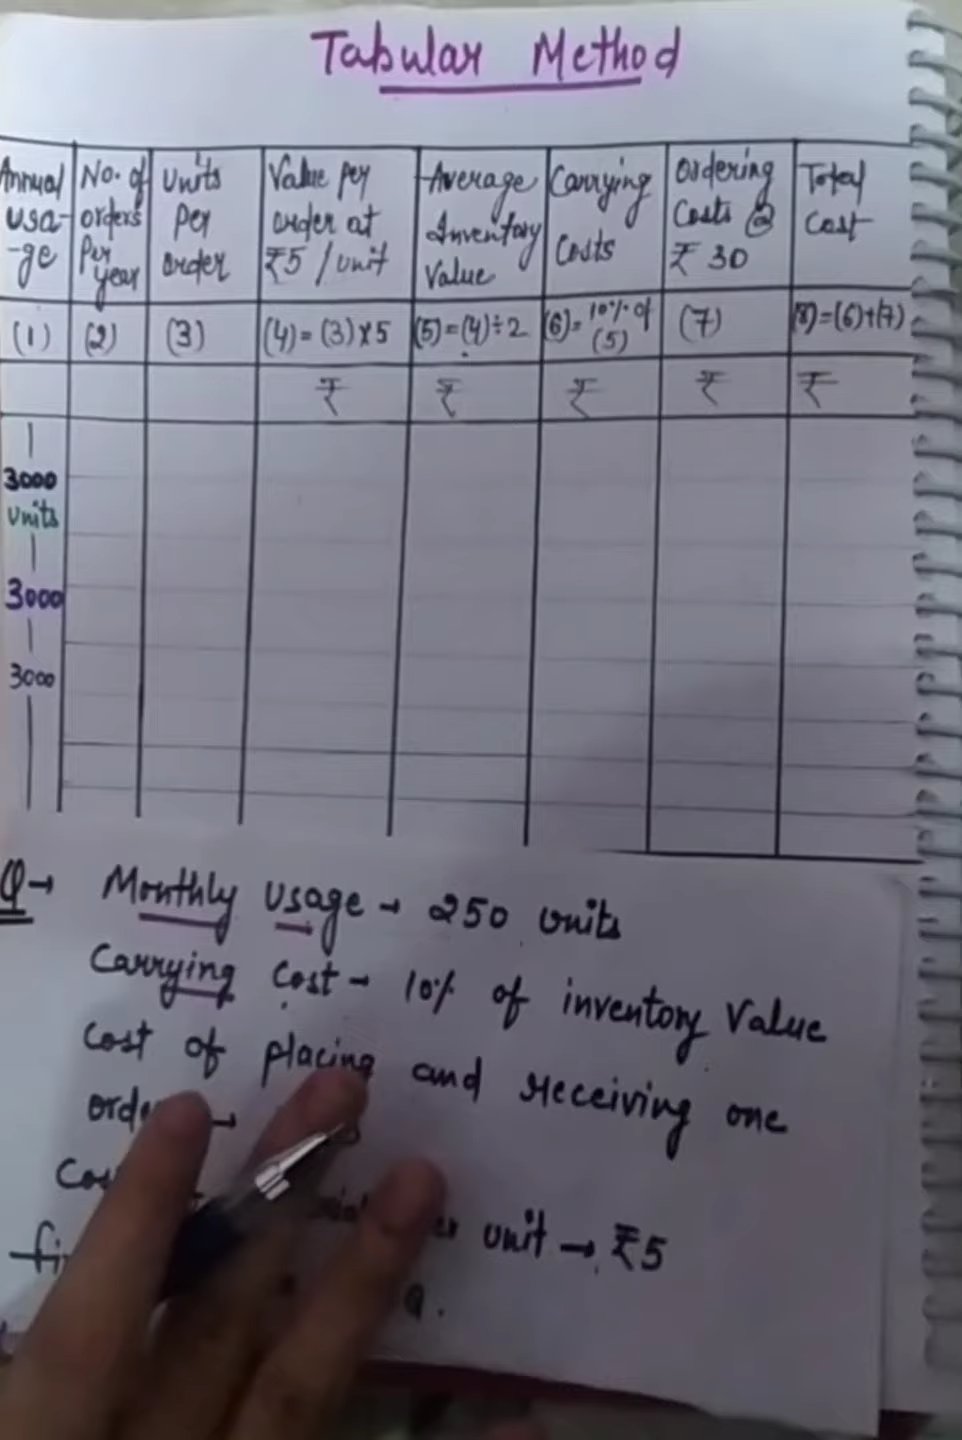 Tabular Method
Annual usa-ge
No. of orders Per year
Units Per order
Value per order at ₹5 / unit
Average Inventory Value
Carrying Costs
Ordering Costs @ ₹ 30
Total Cost
(1)
(2)
(3)
(4) = (3) x 5
(5) = (4) ÷ 2
(6) = 10% of (5)
(7)
(8) = (6) + (7)
₹ ₹ ₹ ₹ ₹
3000
units
3000
3000
Q→ Monthly usage → 250 units
Carrying Cost → 10% of inventory Value
Cost of placing and receiving one
unit → ₹5